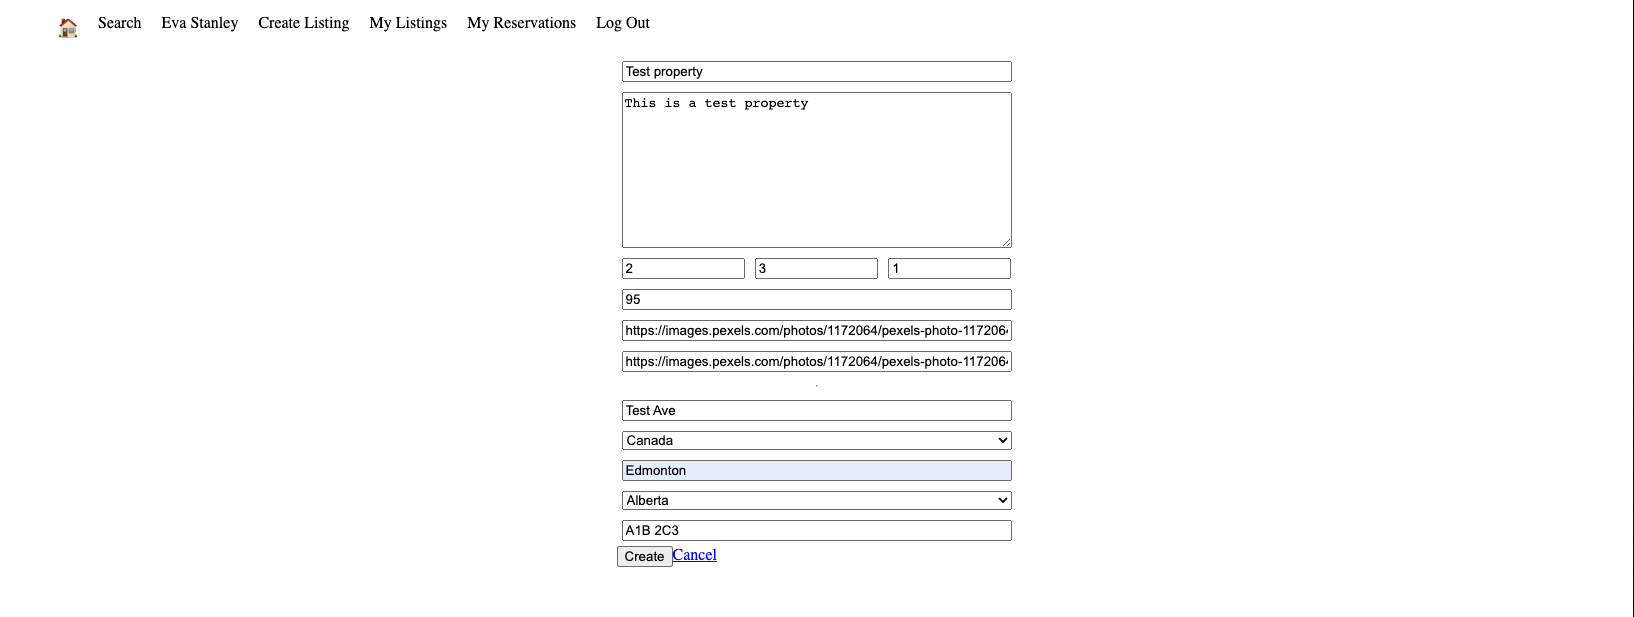 Search Eva Stanley Create Listing My Listings My Reservations Log Out
Test property
This is a test property
2 3 1
95
https://images.pexels.com/photos/1172064/pexels-photo-117206
https://images.pexels.com/photos/1172064/pexels-photo-117206
Test Ave
Canada
Edmonton
Alberta
A1B 2C3
Create Cancel